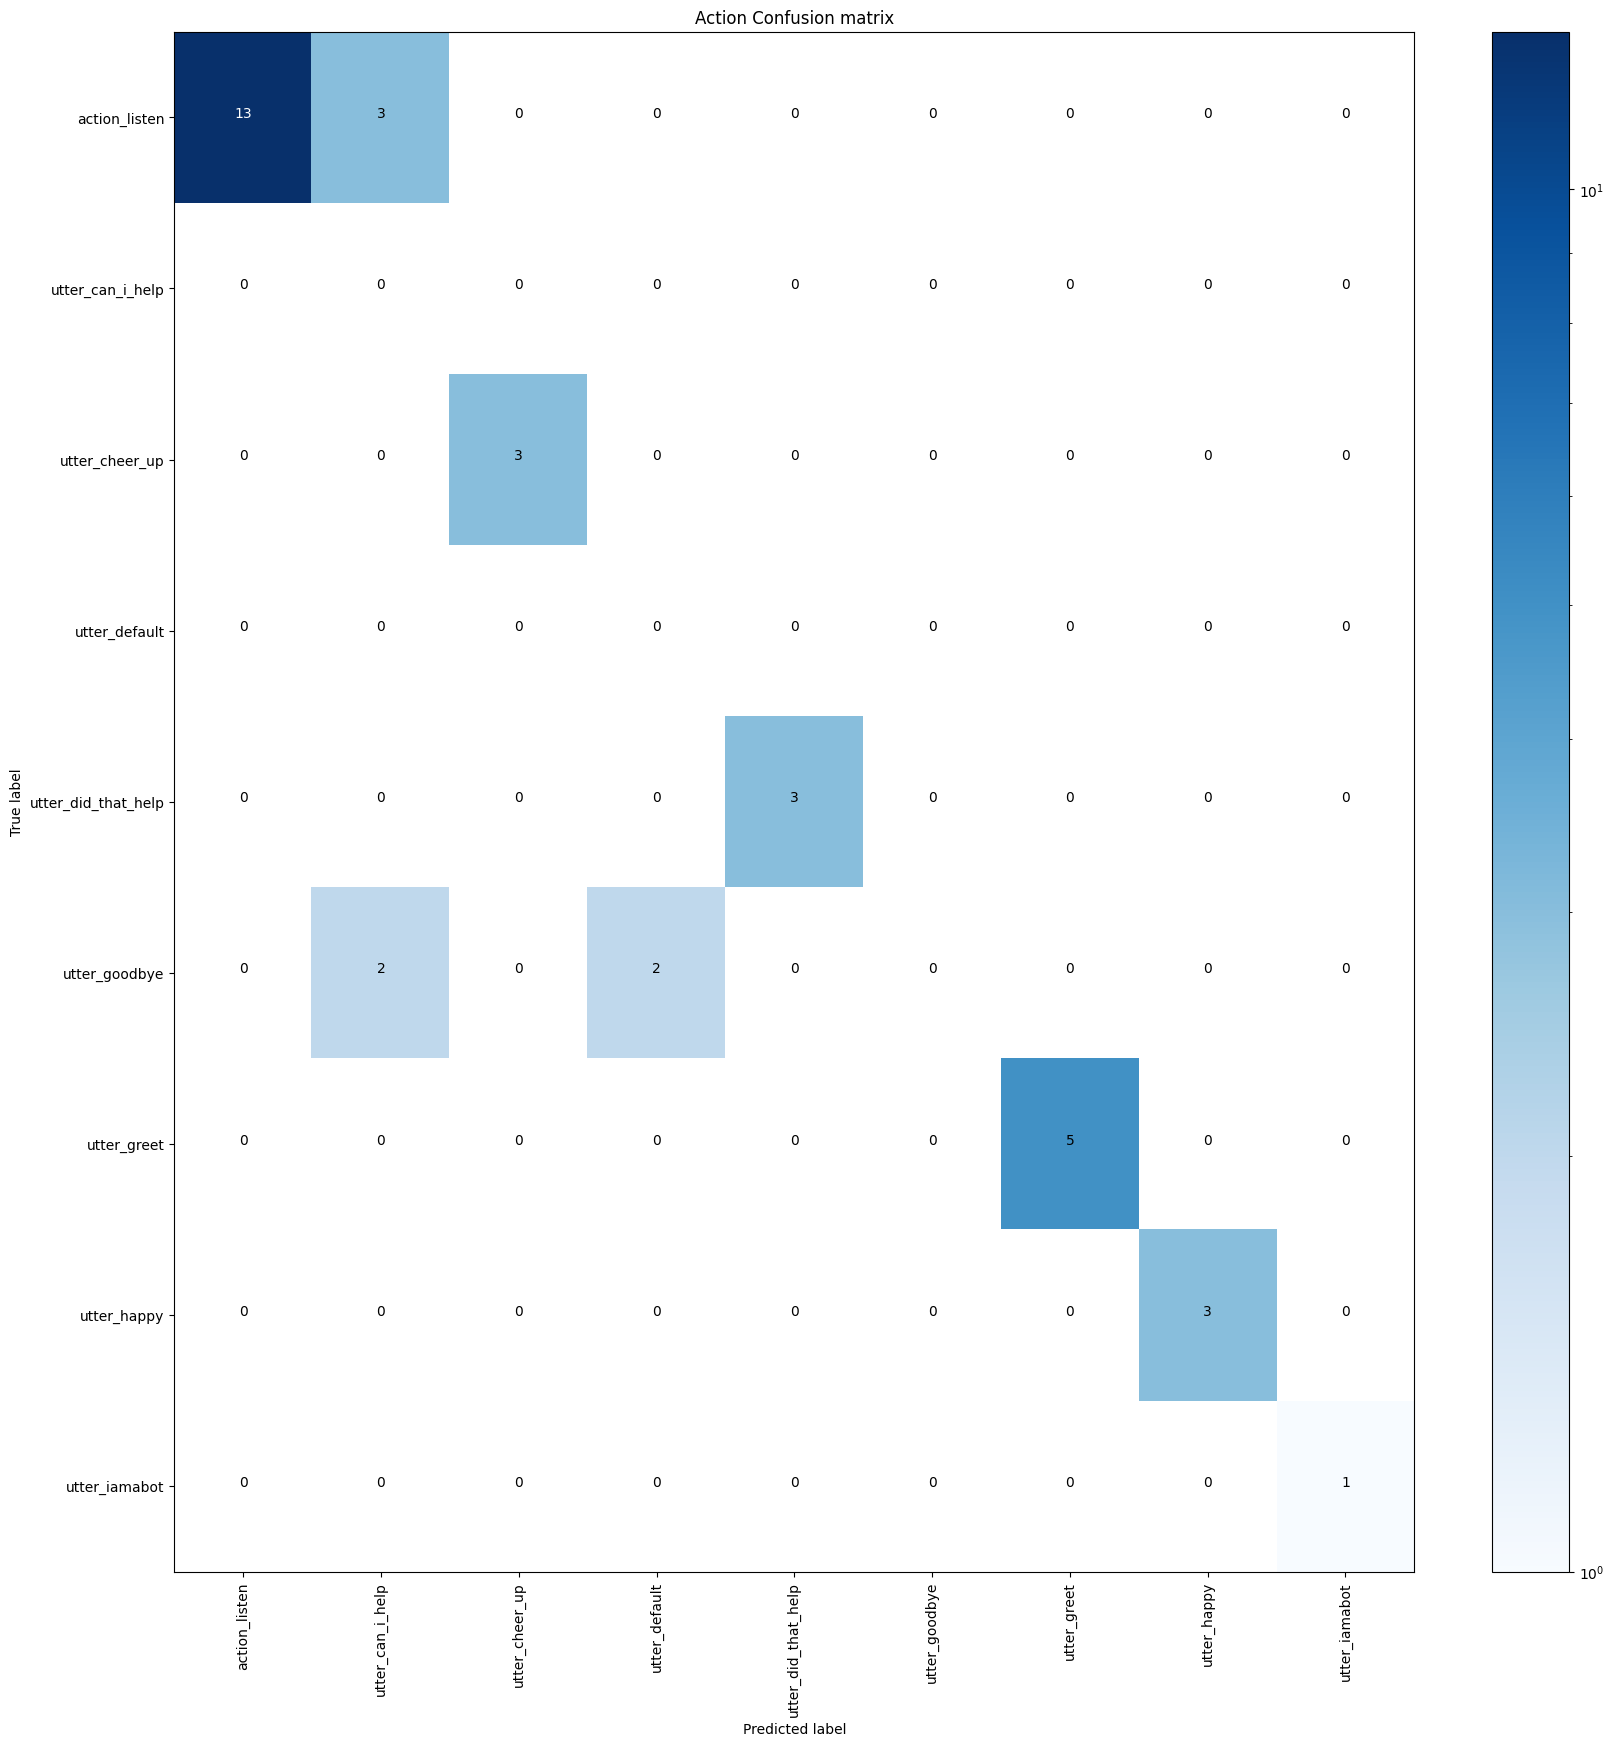 Action Confusion matrix
action_listen 13 3 0 0 0 0 0 0 0
utter_can_i_help 0 0 0 0 0 0 0 0 0
utter_cheer_up 0 0 3 0 0 0 0 0 0
utter_default 0 0 0 0 0 0 0 0 0
utter_did_that_help 0 0 0 0 3 0 0 0 0
utter_goodbye 0 2 0 2 0 0 0 0 0
utter_greet 0 0 0 0 0 0 5 0 0
utter_happy 0 0 0 0 0 0 0 3 0
utter_iamabot 0 0 0 0 0 0 0 0 1
True label
action_listen
utter_can_i_help
utter_cheer_up
utter_default
utter_did_that_help
utter_goodbye
utter_greet
utter_happy
utter_iamabot
Predicted label
10¹
10⁰